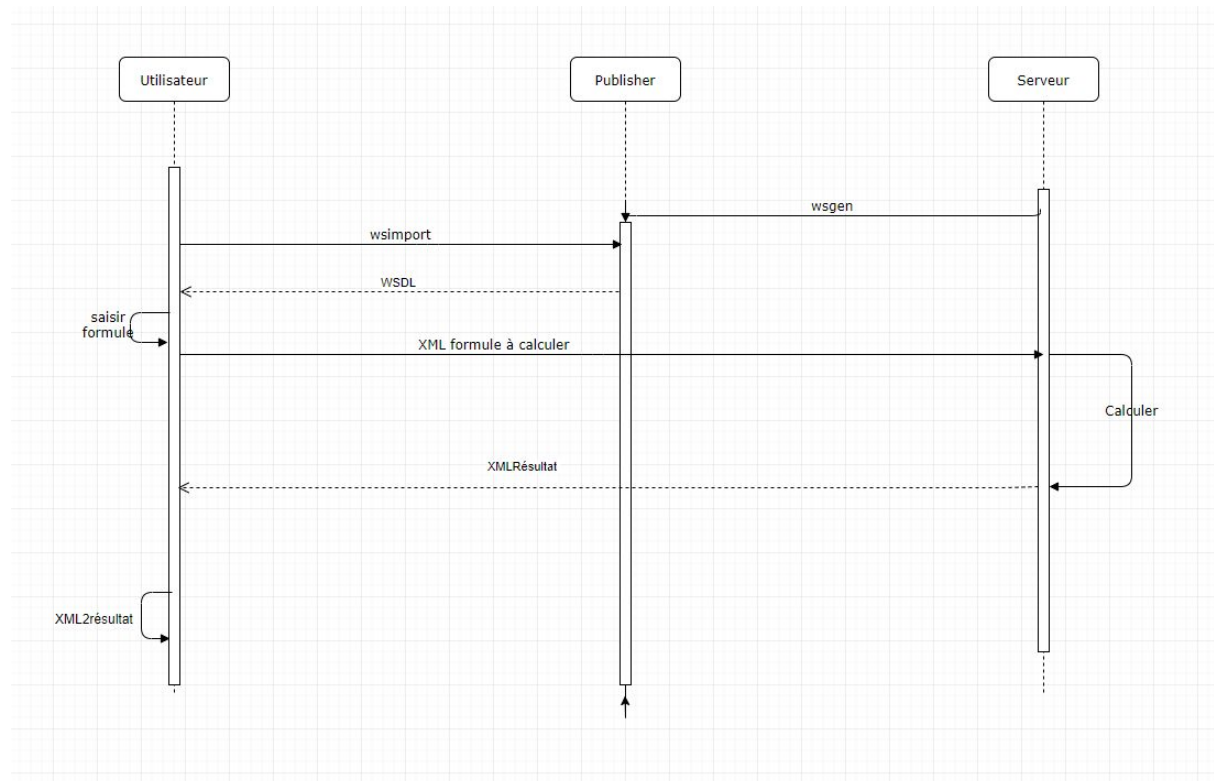 Utilisateur
Publisher
Serveur
wsgen
wsimport
WSDL
saisir
formule
XML formule à calculer
Calculer
XMLRésultat
XML2résultat